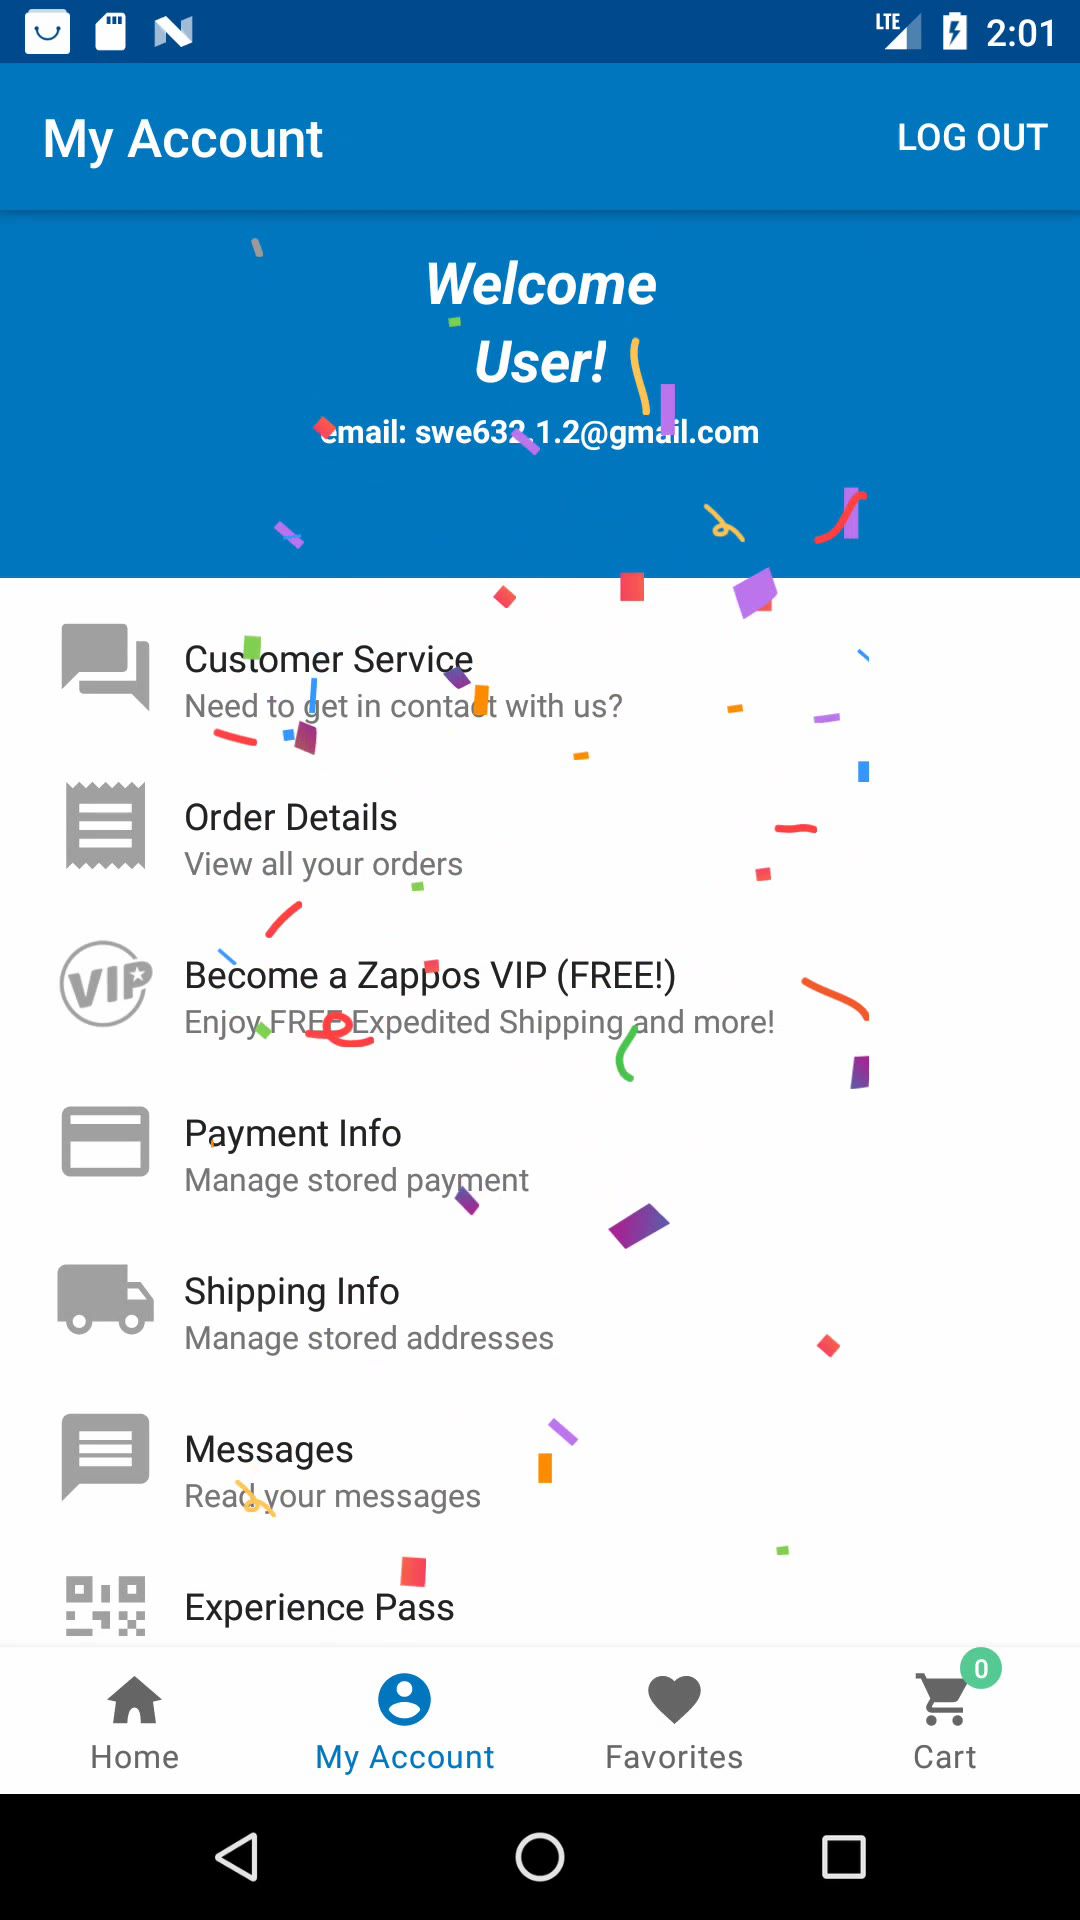 LTE 2:01
My Account LOG OUT
Welcome
User!
email: swe632.1.2@gmail.com
Customer Service
Need to get in contact with us?
Order Details
View all your orders
VIP
Become a Zappos VIP (FREE!)
Enjoy FREE Expedited Shipping and more!
Payment Info
Manage stored payment
Shipping Info
Manage stored addresses
Messages
Read your messages
Experience Pass
0
Home My Account Favorites Cart